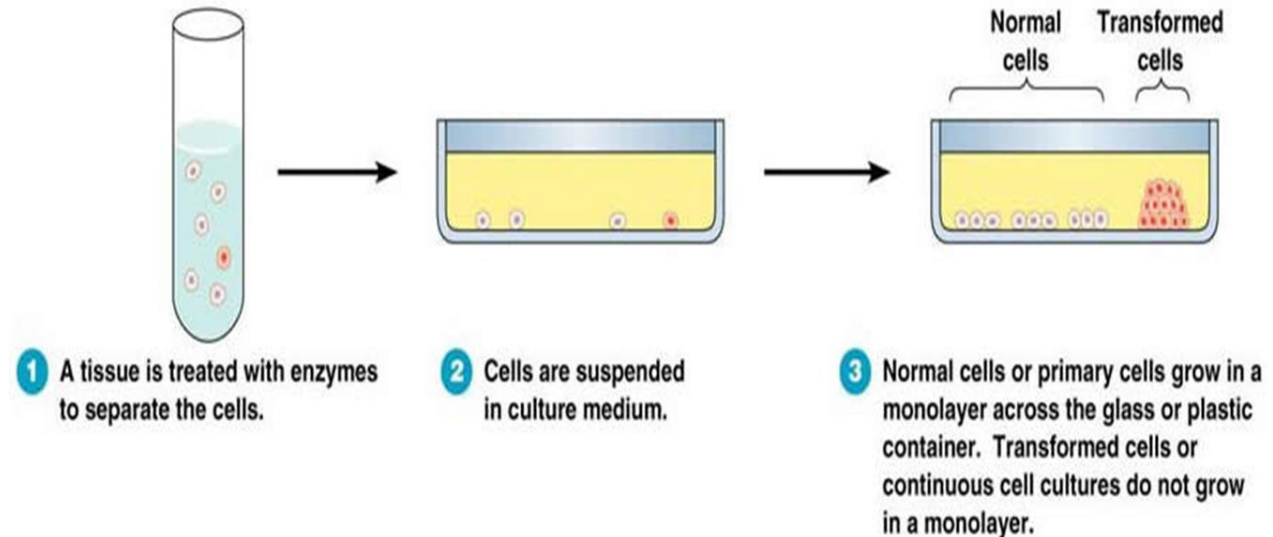 Normal
cells
Transformed
cells
1 A tissue is treated with enzymes
to separate the cells.
2 Cells are suspended
in culture medium.
3 Normal cells or primary cells grow in a
monolayer across the glass or plastic
container. Transformed cells or
continuous cell cultures do not grow
in a monolayer.